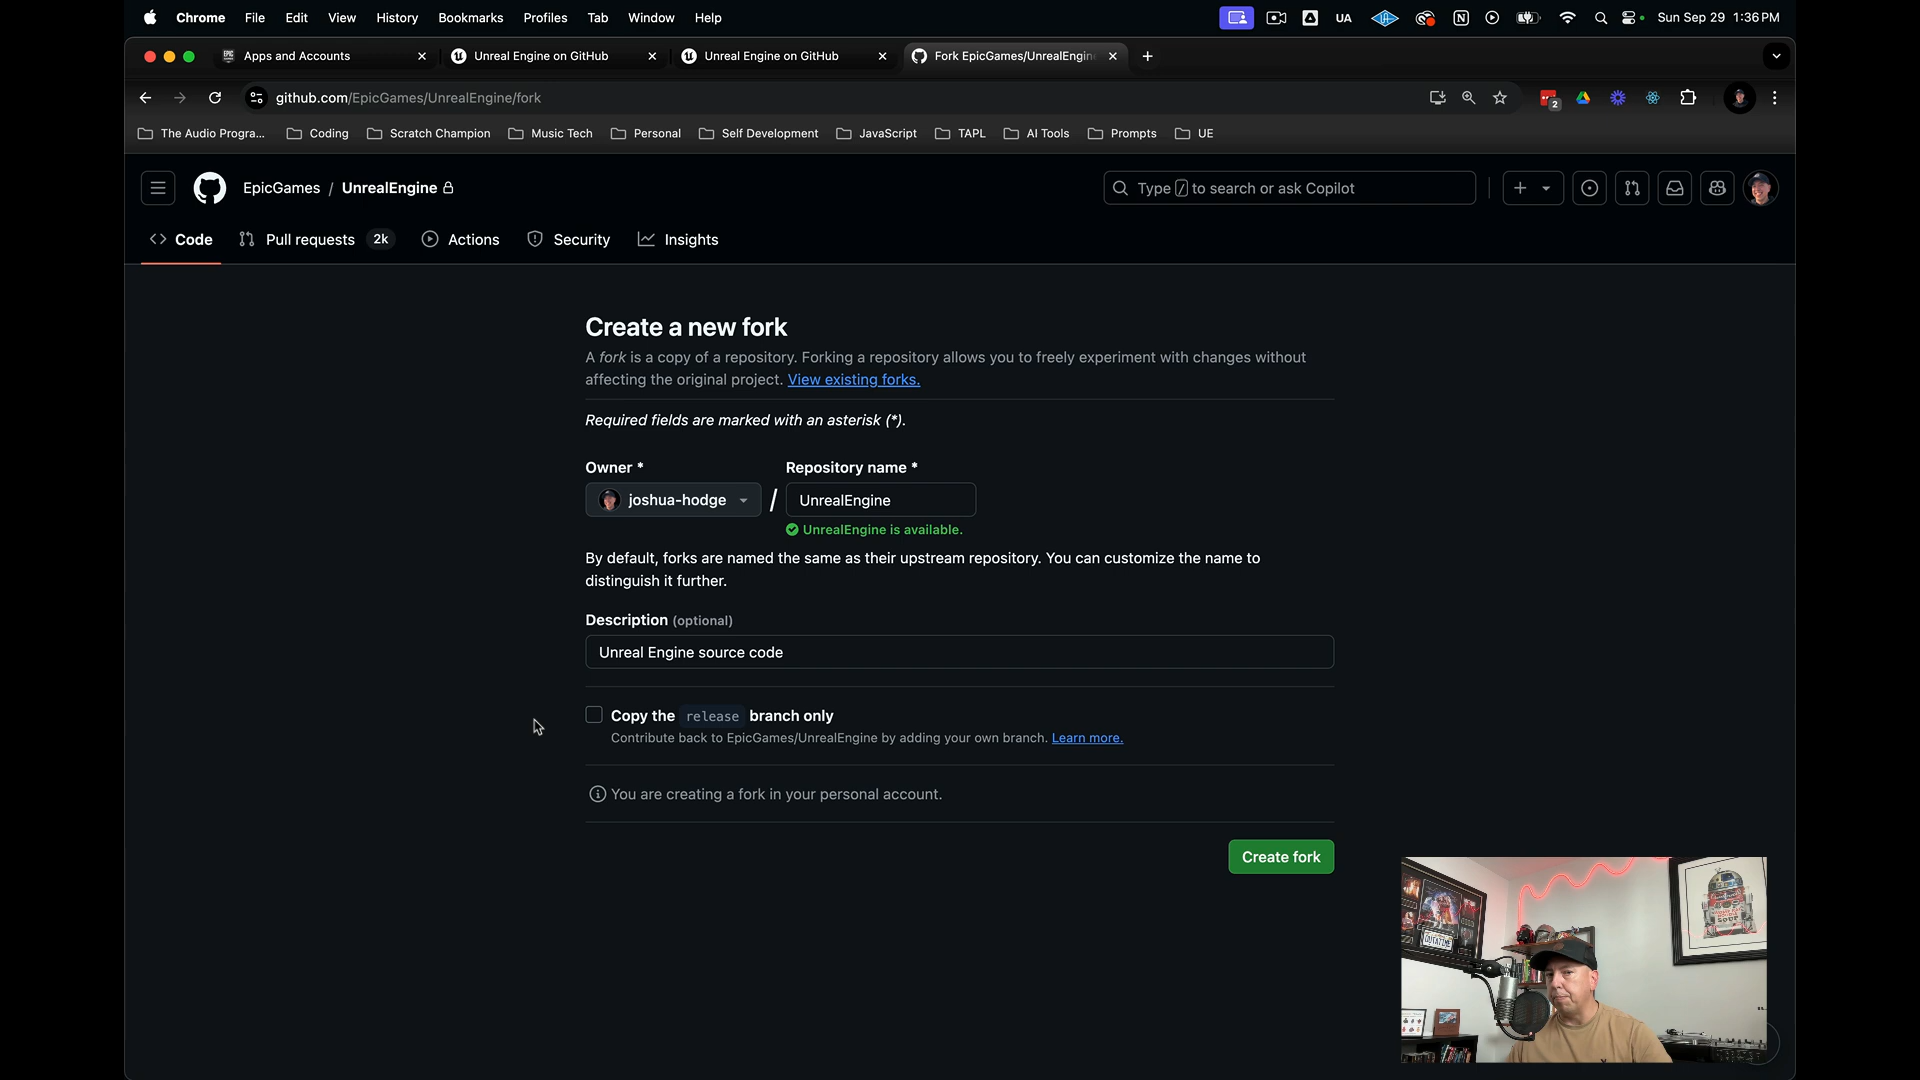 Chrome File Edit View History Bookmarks Profiles Tab Window Help UA Sun Sep 29 1:36 PM
Apps and Accounts Unreal Engine on GitHub Unreal Engine on GitHub Fork EpicGames/UnrealEngin
github.com/EpicGames/UnrealEngine/fork 2
The Audio Progra... Coding Scratch Champion Music Tech Personal Self Development JavaScript TAPL AI Tools Prompts UE
EpicGames / UnrealEngine Type / to search or ask Copilot
Code Pull requests 2k Actions Security Insights
Create a new fork
A fork is a copy of a repository. Forking a repository allows you to freely experiment with changes without
affecting the original project. View existing forks.
Required fields are marked with an asterisk (*).
Owner * Repository name *
joshua-hodge / UnrealEngine
UnrealEngine is available.
By default, forks are named the same as their upstream repository. You can customize the name to
distinguish it further.
Description (optional)
Unreal Engine source code
Copy the release branch only
Contribute back to EpicGames/UnrealEngine by adding your own branch. Learn more.
You are creating a fork in your personal account.
Create fork
OUTATIME
SOUP